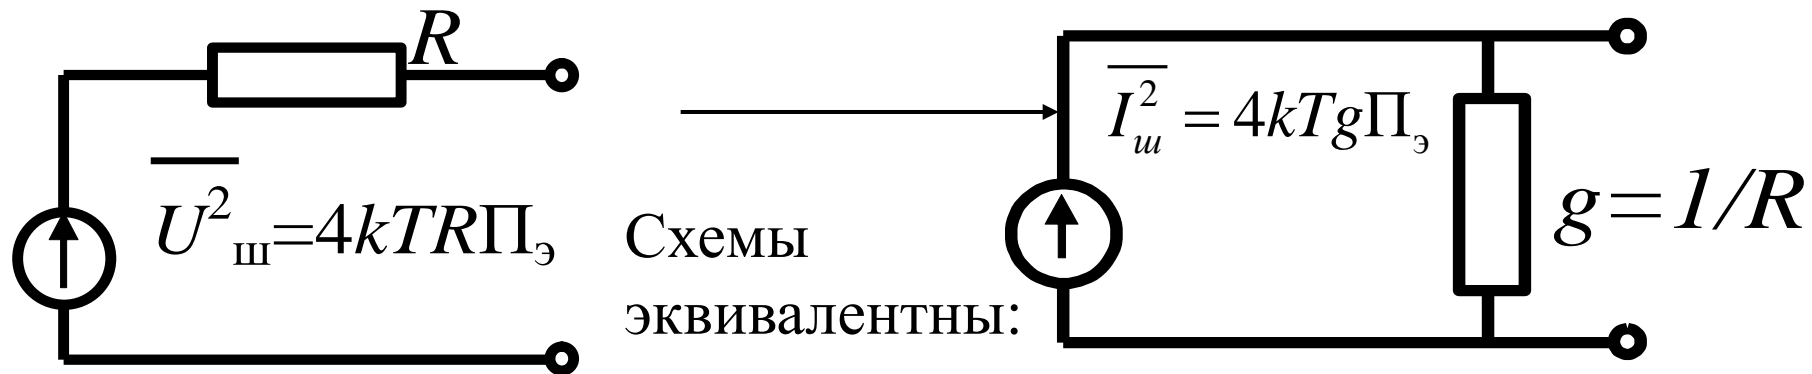 R
U²ш=4kTRПэ
Схемы
эквивалентны:
I²ш = 4kTgПэ
g=1/R